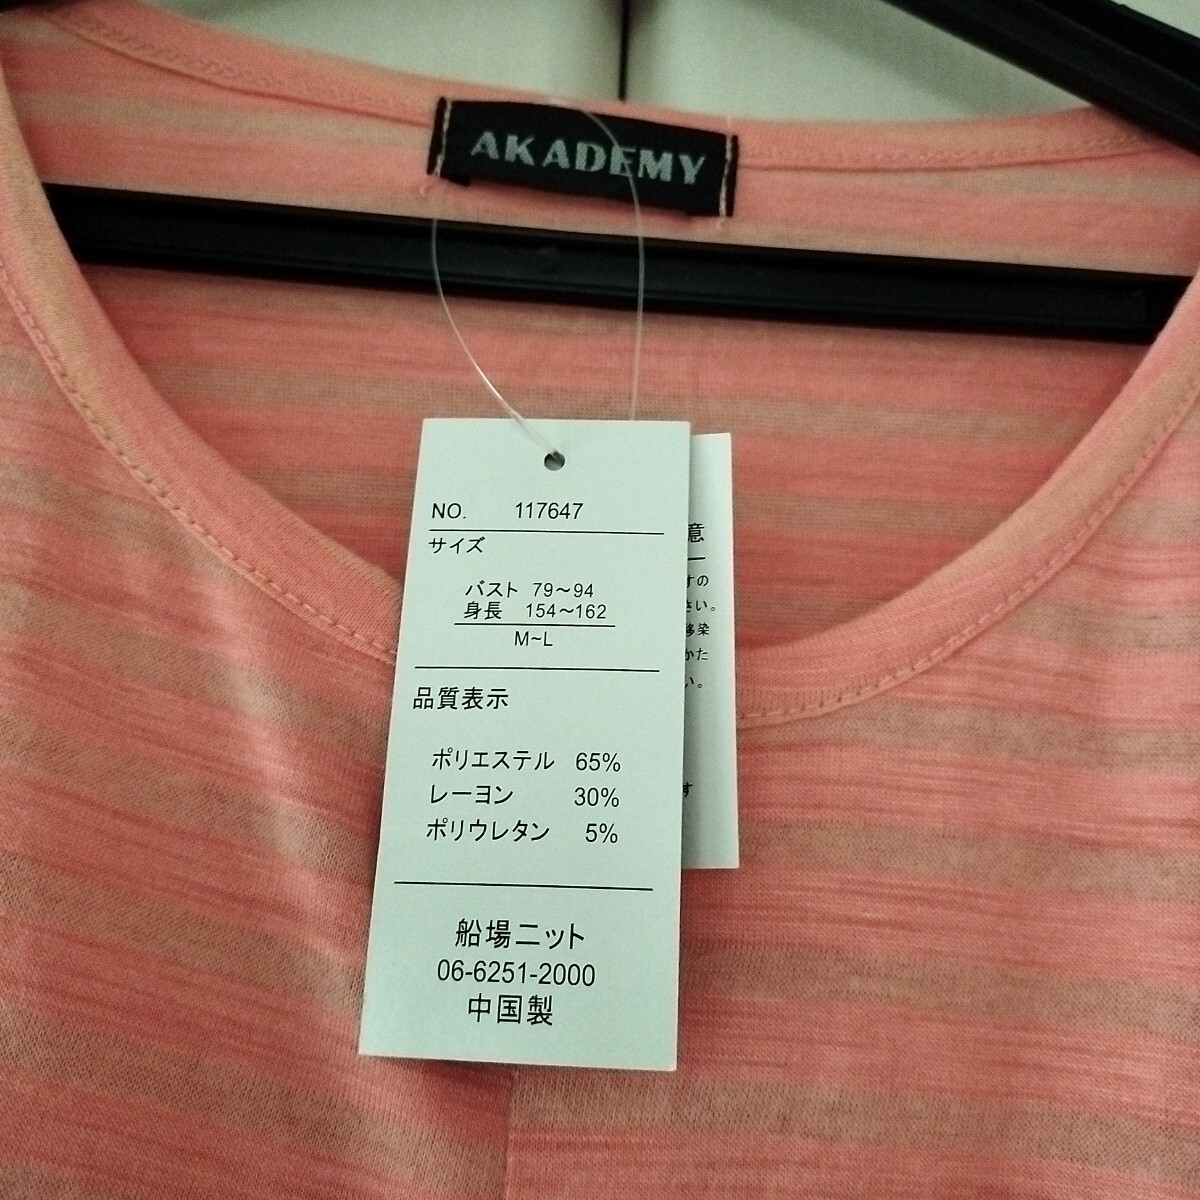 AKADEMY
NO. 117647
サイズ
バスト 79～94
身長 154～162
M~L
品質表示
ポリエステル 65%
レーヨン 30%
ポリウレタン 5%
船場ニット
06-6251-2000
中国製
意
すの
さい。
移染
かた
い。
す